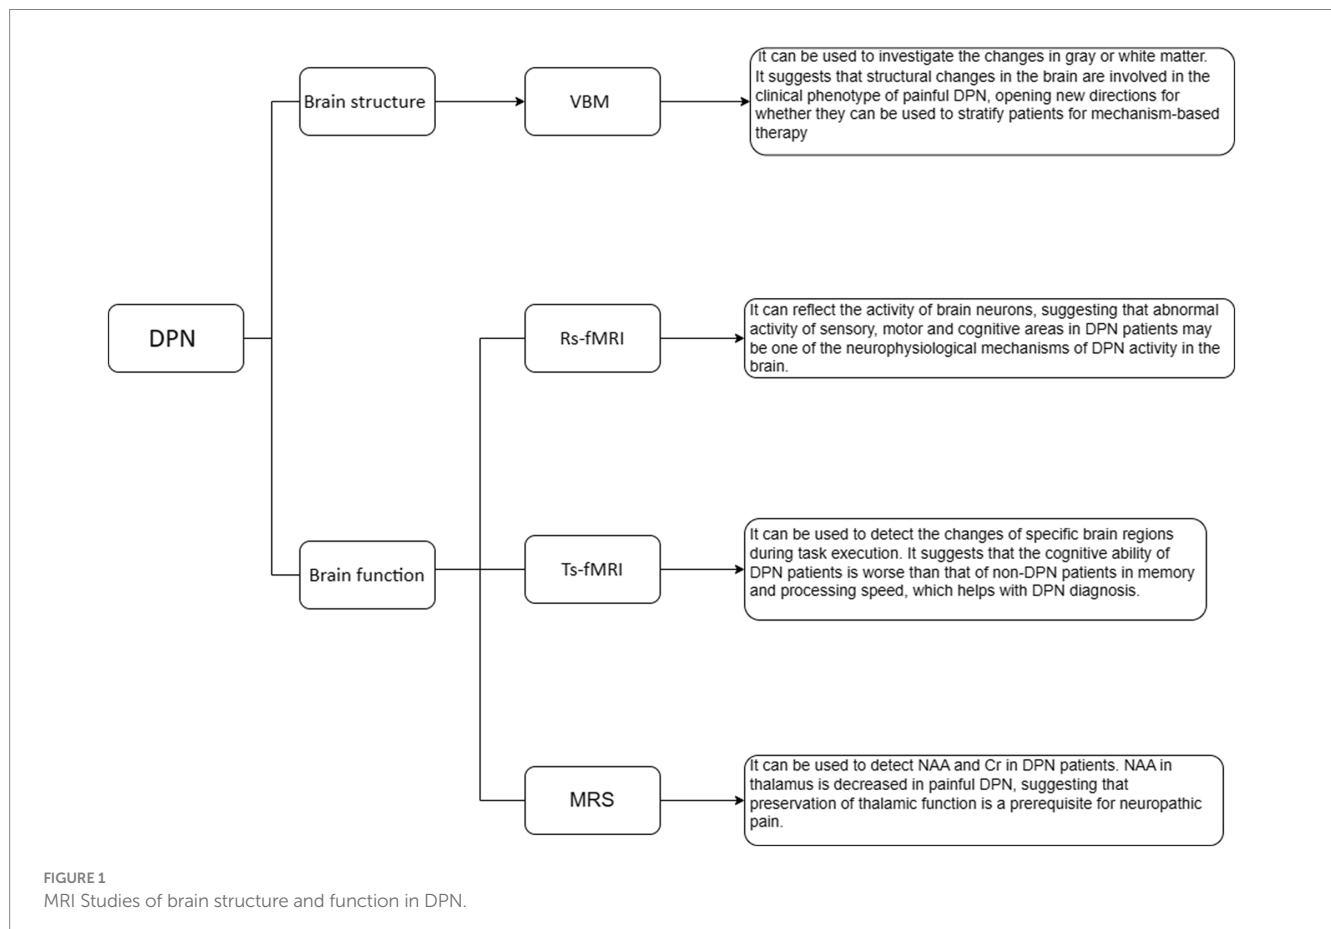 DPN
Brain structure
VBM
It can be used to investigate the changes in gray or white matter.
It suggests that structural changes in the brain are involved in the
clinical phenotype of painful DPN, opening new directions for
whether they can be used to stratify patients for mechanism-based
therapy
Brain function
Rs-fMRI
It can reflect the activity of brain neurons, suggesting that abnormal
activity of sensory, motor and cognitive areas in DPN patients may
be one of the neurophysiological mechanisms of DPN activity in the
brain.
Ts-fMRI
It can be used to detect the changes of specific brain regions
during task execution. It suggests that the cognitive ability of
DPN patients is worse than that of non-DPN patients in memory
and processing speed, which helps with DPN diagnosis.
MRS
It can be used to detect NAA and Cr in DPN patients. NAA in
thalamus is decreased in painful DPN, suggesting that
preservation of thalamic function is a prerequisite for neuropathic
pain.
FIGURE 1
MRI Studies of brain structure and function in DPN.